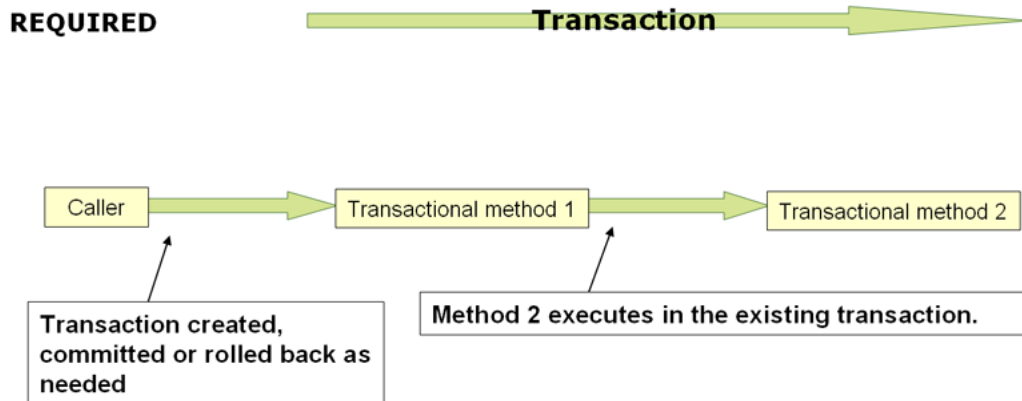 REQUIRED
Transaction
Caller
Transactional method 1
Transactional method 2
Transaction created,
committed or rolled back as
needed
Method 2 executes in the existing transaction.